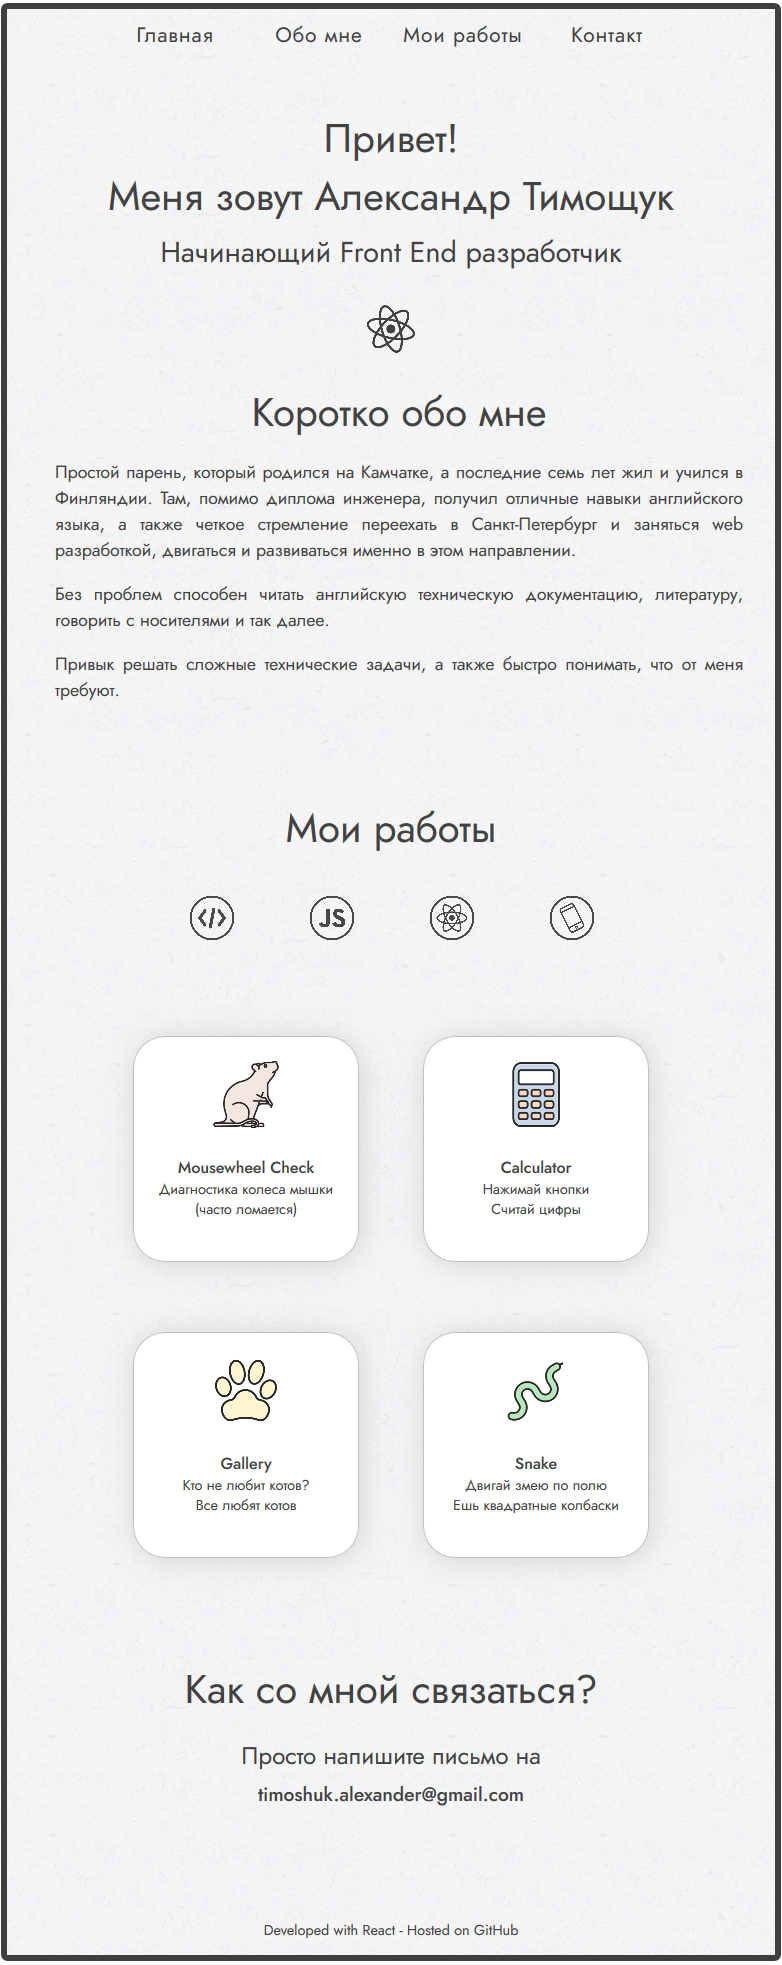 Главная Обо мне Мои работы Контакт
Привет!
Меня зовут Александр Тимощук
Начинающий Front End разработчик
Коротко обо мне
Простой парень, который родился на Камчатке, а последние семь лет жил и учился в
Финляндии. Там, помимо диплома инженера, получил отличные навыки английского
языка, а также четкое стремление переехать в Санкт-Петербург и заняться web
разработкой, двигаться и развиваться именно в этом направлении.
Без проблем способен читать английскую техническую документацию, литературу,
говорить с носителями и так далее.
Привык решать сложные технические задачи, а также быстро понимать, что от меня
требуют.
Мои работы
</> JS
Mousewheel Check
Диагностика колеса мышки
(часто ломается)
Calculator
Нажимай кнопки
Считай цифры
Gallery
Кто не любит котов?
Все любят котов
Snake
Двигай змею по полю
Ешь квадратные колбаски
Как со мной связаться?
Просто напишите письмо на
timoshuk.alexander@gmail.com
Developed with React - Hosted on GitHub